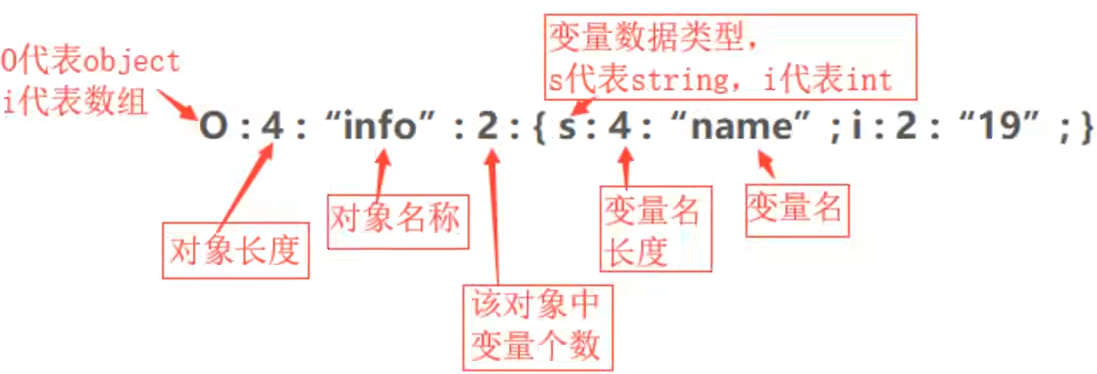 O代表object
i代表数组
变量数据类型，
s代表string，i代表int
O : 4 : “info” : 2 : { s : 4 : “name” ; i : 2 : “19” ; }
对象长度
对象名称
该对象中
变量个数
变量名
长度
变量名